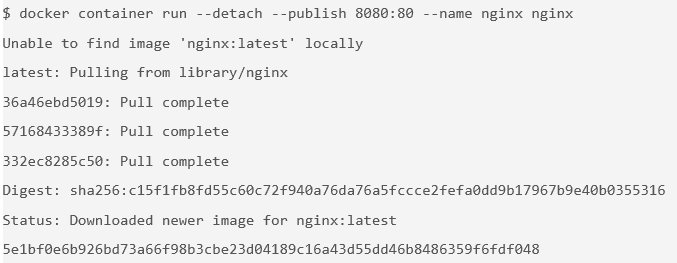 $ docker container run --detach --publish 8080:80 --name nginx nginx
Unable to find image 'nginx:latest' locally
latest: Pulling from library/nginx
36a46ebd5019: Pull complete
57168433389f: Pull complete
332ec8285c50: Pull complete
Digest: sha256:c15f1fb8fd55c60c72f940a76da76a5fccce2fefa0dd9b17967b9e40b0355316
Status: Downloaded newer image for nginx:latest
5e1bf0e6b926bd73a66f98b3cbe23d04189c16a43d55dd46b8486359f6fdf048